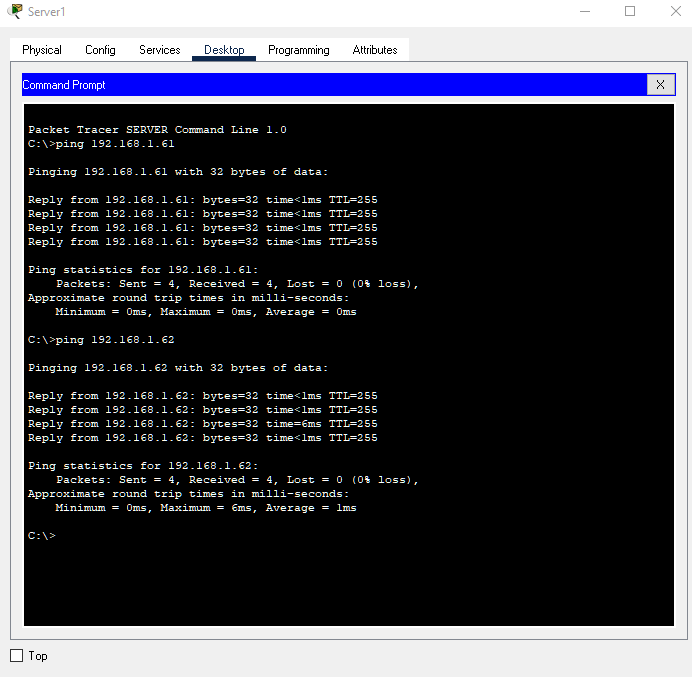 Server1
Physical Config Services Desktop Programming Attributes
Command Prompt X
Packet Tracer SERVER Command Line 1.0
C:\>ping 192.168.1.61
Pinging 192.168.1.61 with 32 bytes of data:
Reply from 192.168.1.61: bytes=32 time<1ms TTL=255
Reply from 192.168.1.61: bytes=32 time<1ms TTL=255
Reply from 192.168.1.61: bytes=32 time<1ms TTL=255
Reply from 192.168.1.61: bytes=32 time<1ms TTL=255
Ping statistics for 192.168.1.61:
Packets: Sent = 4, Received = 4, Lost = 0 (0% loss),
Approximate round trip times in milli-seconds:
Minimum = 0ms, Maximum = 0ms, Average = 0ms
C:\>ping 192.168.1.62
Pinging 192.168.1.62 with 32 bytes of data:
Reply from 192.168.1.62: bytes=32 time<1ms TTL=255
Reply from 192.168.1.62: bytes=32 time<1ms TTL=255
Reply from 192.168.1.62: bytes=32 time=6ms TTL=255
Reply from 192.168.1.62: bytes=32 time<1ms TTL=255
Ping statistics for 192.168.1.62:
Packets: Sent = 4, Received = 4, Lost = 0 (0% loss),
Approximate round trip times in milli-seconds:
Minimum = 0ms, Maximum = 6ms, Average = 1ms
C:\>
Top